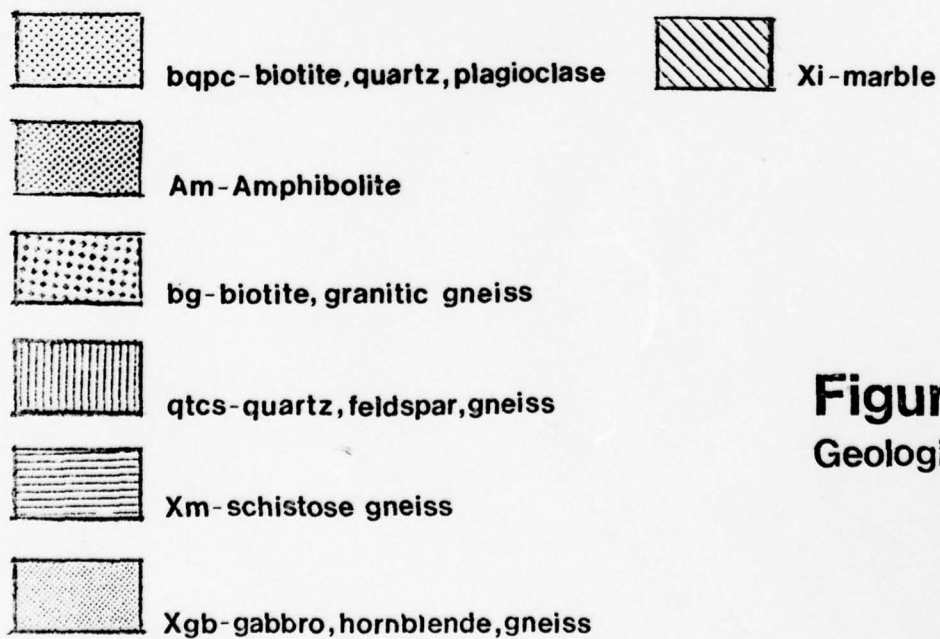 bqpc-biotite,quartz,plagioclase
Xi-marble
Am-Amphibolite
bg-biotite, granitic gneiss
qtcs-quartz,feldspar,gneiss
Xm-schistose gneiss
Xgb-gabbro,hornblende,gneiss